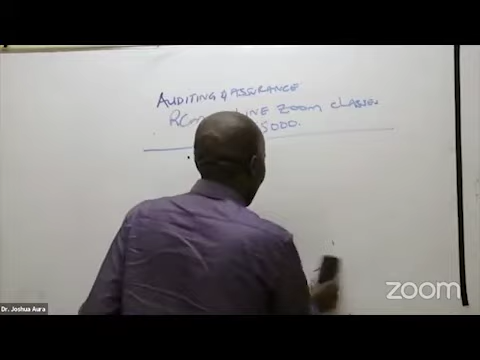 AUDITING & ASSURANCE
LINE ZOOM CLASSES
5000.
zoom
Dr. Joshua Aura